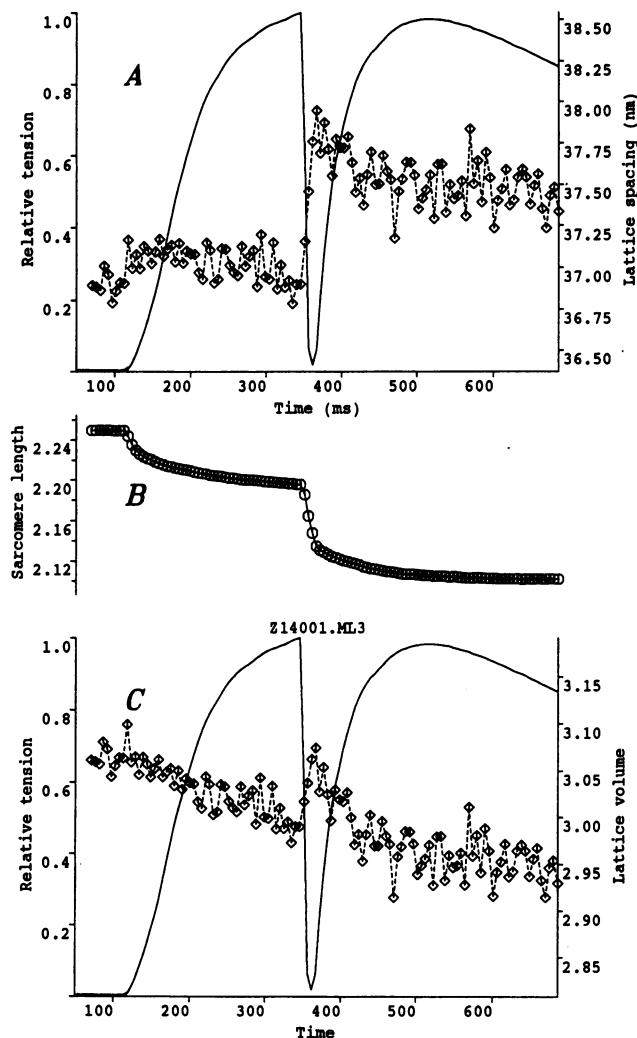 1.0
0.8
0.6
0.4
0.2
Relative tension
A
38.50
38.25
38.00
37.75
37.50
37.25
37.00
36.75
36.50
Lattice spacing (nm)
100 200 300 400 500 600
Time (ms)
2.24
2.20
2.16
2.12
Sarcomere length
B
Z14001.ML3
1.0
0.8
0.6
0.4
0.2
Relative tension
C
3.15
3.10
3.05
3.00
2.95
2.90
2.85
Lattice volume
100 200 300 400 500 600
Time